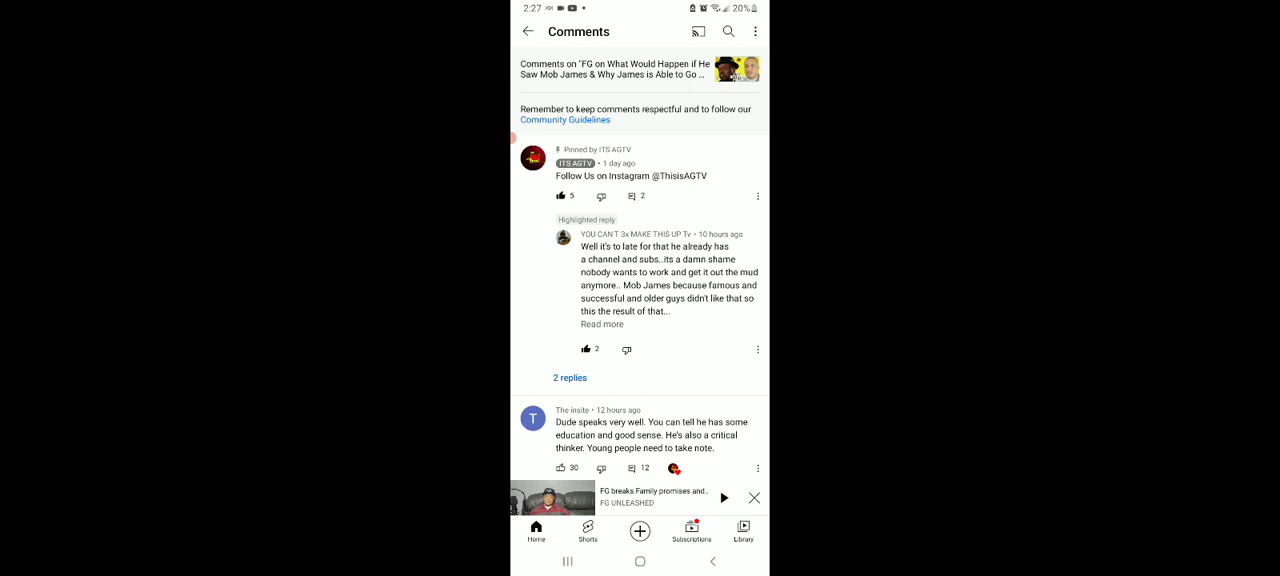 2:27
20%
Comments
Comments on "FG on What Would Happen if He
Saw Mob James & Why James is Able to Go ...
Remember to keep comments respectful and to follow our
Community Guidelines
Pinned by ITS AGTV
ITS AGTV • 1 day ago
Follow Us on Instagram @ThisisAGTV
5 2
Highlighted reply
YOU CAN'T 3x MAKE THIS UP Tv • 10 hours ago
Well it's to late for that he already has
a channel and subs..its a damn shame
nobody wants to work and get it out the mud
anymore.. Mob James because famous and
successful and older guys didn't like that so
this the result of that...
Read more
2
2 replies
T
The insite • 12 hours ago
Dude speaks very well. You can tell he has some
education and good sense. He's also a critical
thinker. Young people need to take note.
30 12
FG breaks Family promises and..
FG UNLEASHED
Home Shorts Subscriptions Library